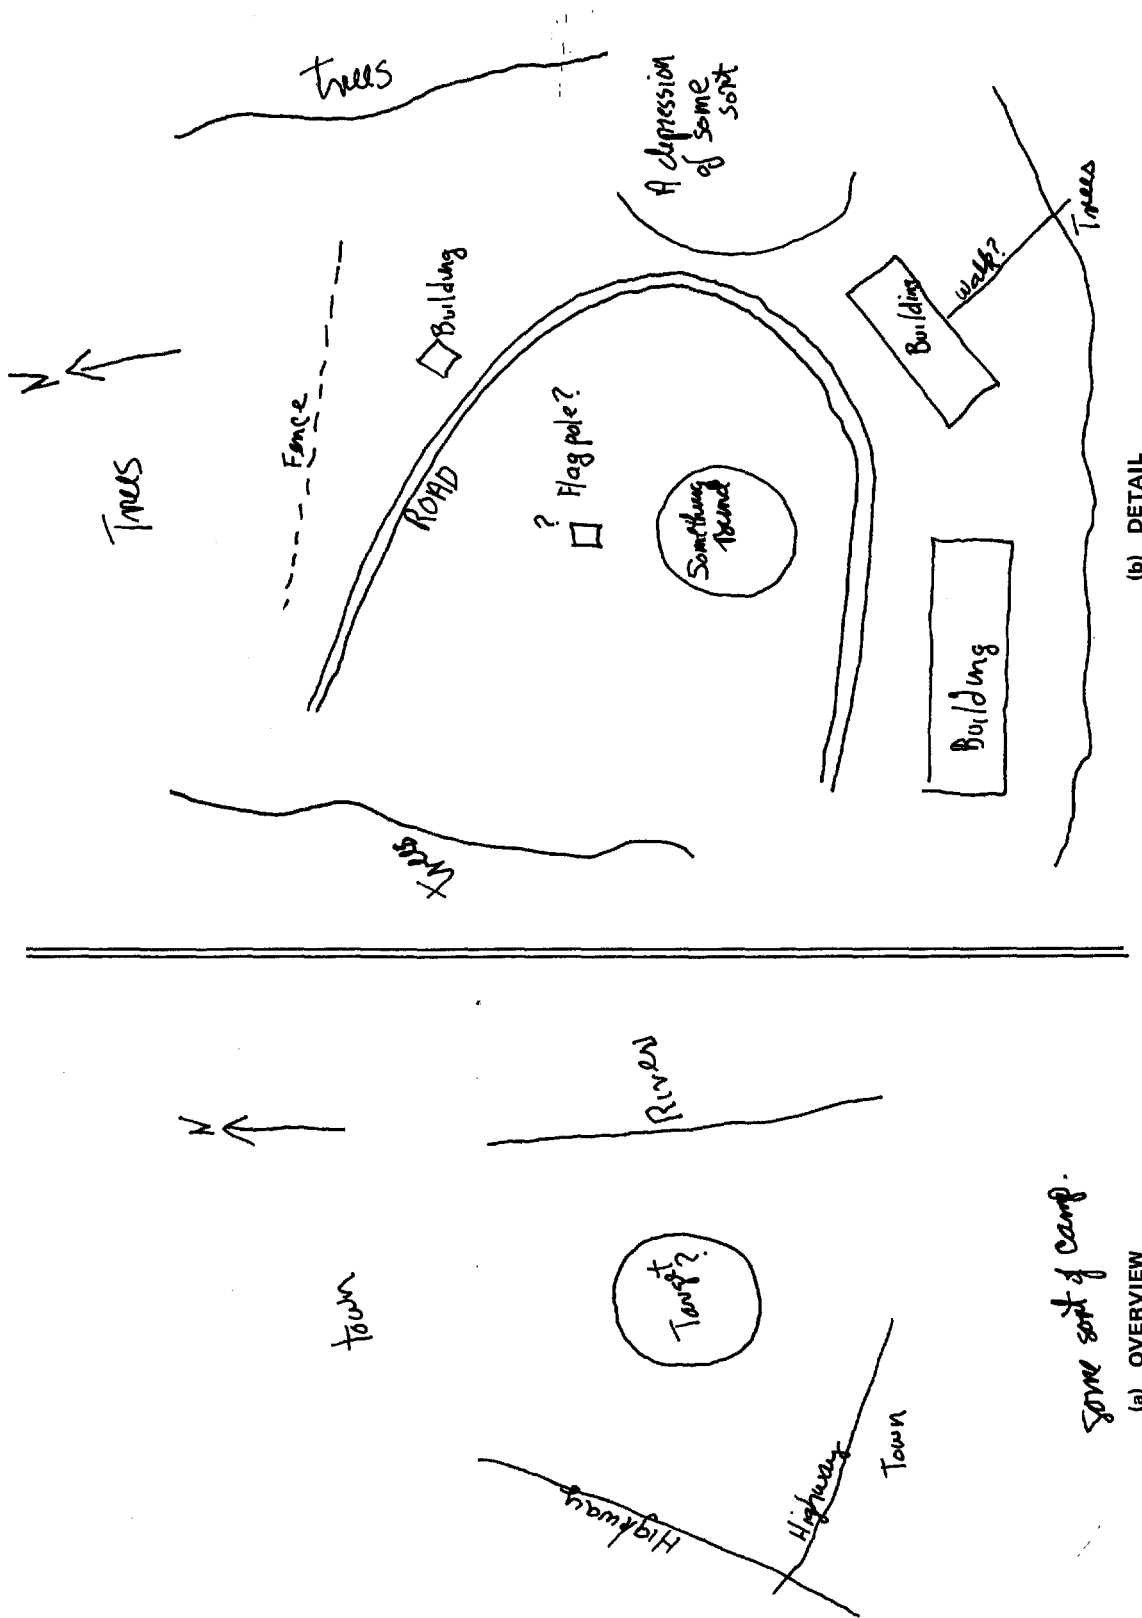 N
town
Target?
River
Highway
Highway
Town
some sort of camp.
(a) OVERVIEW
N
Trees
trees
Fence
Building
ROAD
trees
?
Flag pole?
A depression
of some
sort
Something
Round
Building
Building
Walk?
Trees
(b) DETAIL